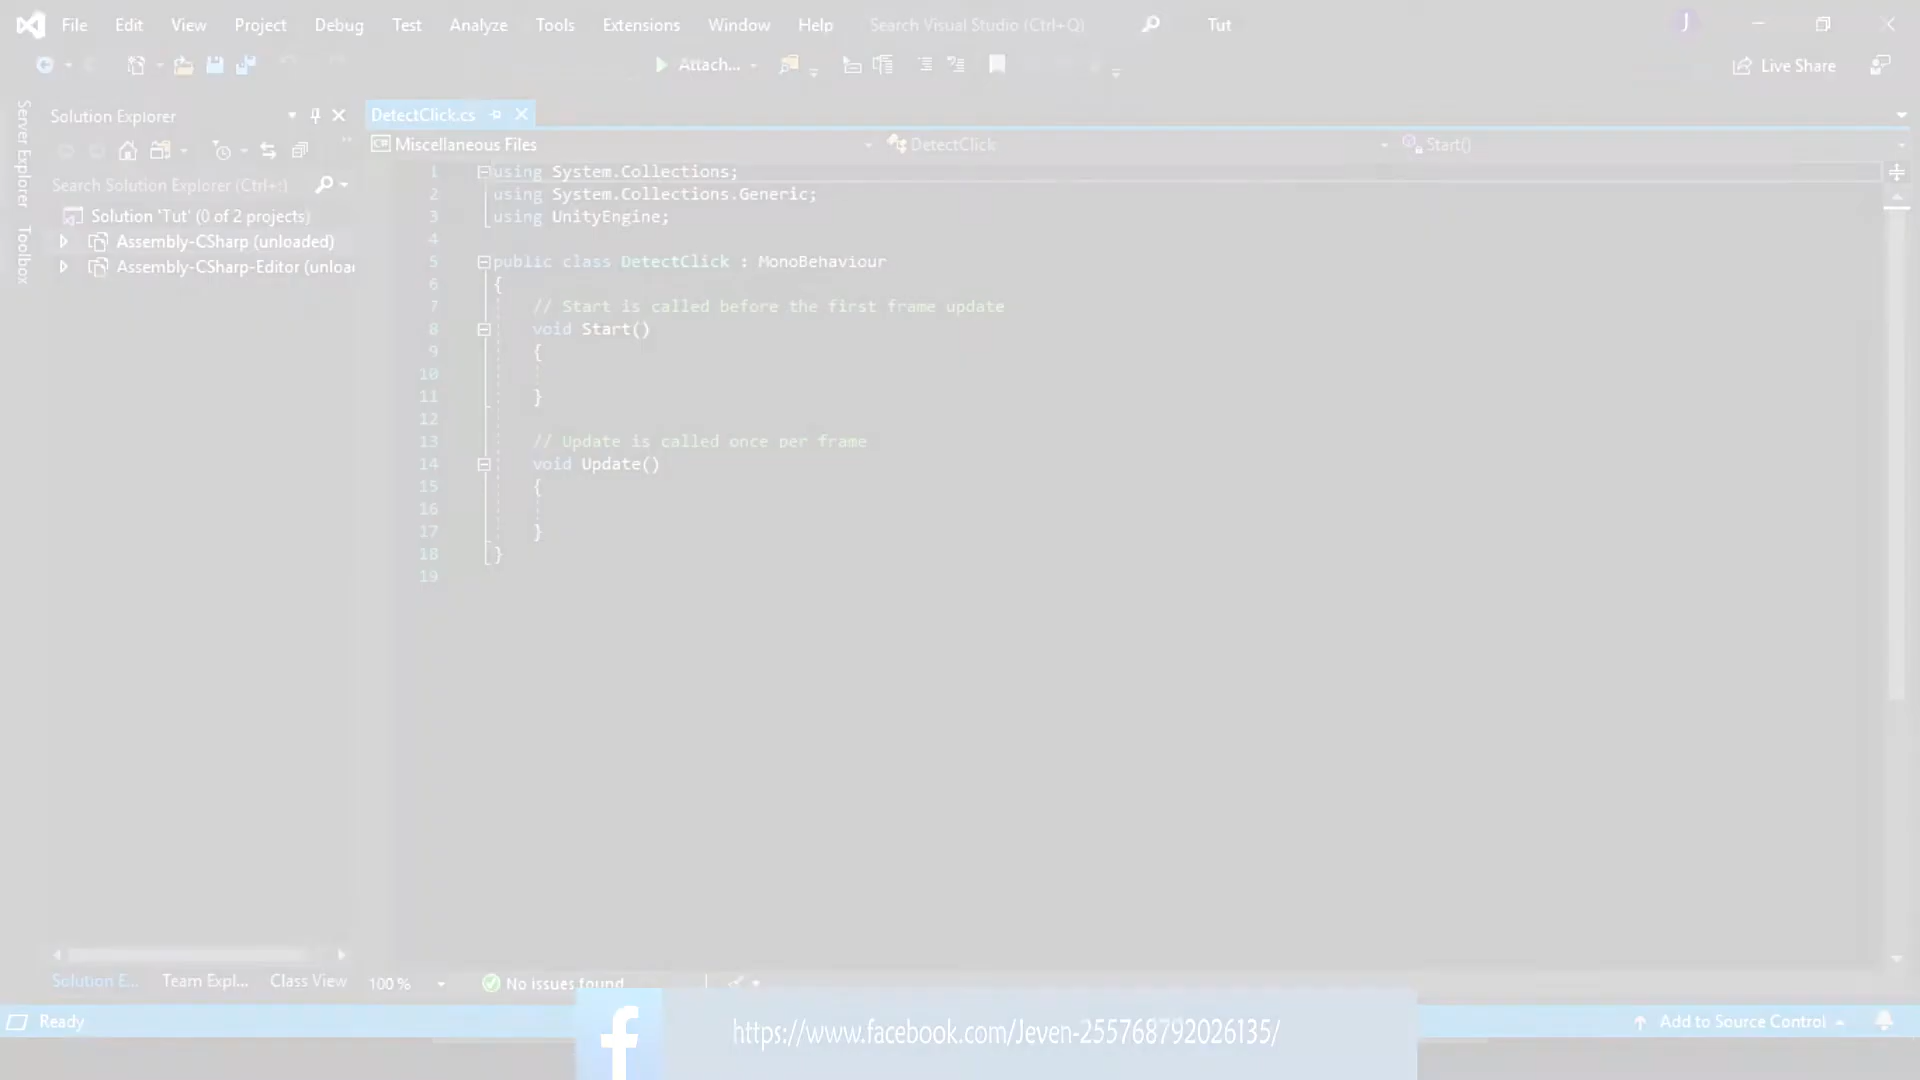 File Edit View Project Debug Test Analyze Tools Extensions Window Help Search Visual Studio (Ctrl+Q) Tut J
Attach... Live Share
Server Explorer
Toolbox
Solution Explorer
Search Solution Explorer (Ctrl+;)
Solution 'Tut' (0 of 2 projects)
Assembly-CSharp (unloaded)
Assembly-CSharp-Editor (unloa
DetectClick.cs
C# Miscellaneous Files DetectClick Start()
1 using System.Collections;
2 using System.Collections.Generic;
3 using UnityEngine;
4
5 public class DetectClick : MonoBehaviour
6 {
7 // Start is called before the first frame update
8 void Start()
9 {
10
11 }
12
13 // Update is called once per frame
14 void Update()
15 {
16
17 }
18 }
19
Solution E... Team Expl... Class View 100 % No issues found
Ready Add to Source Control
f https://www.facebook.com/Jeven-255768792026135/